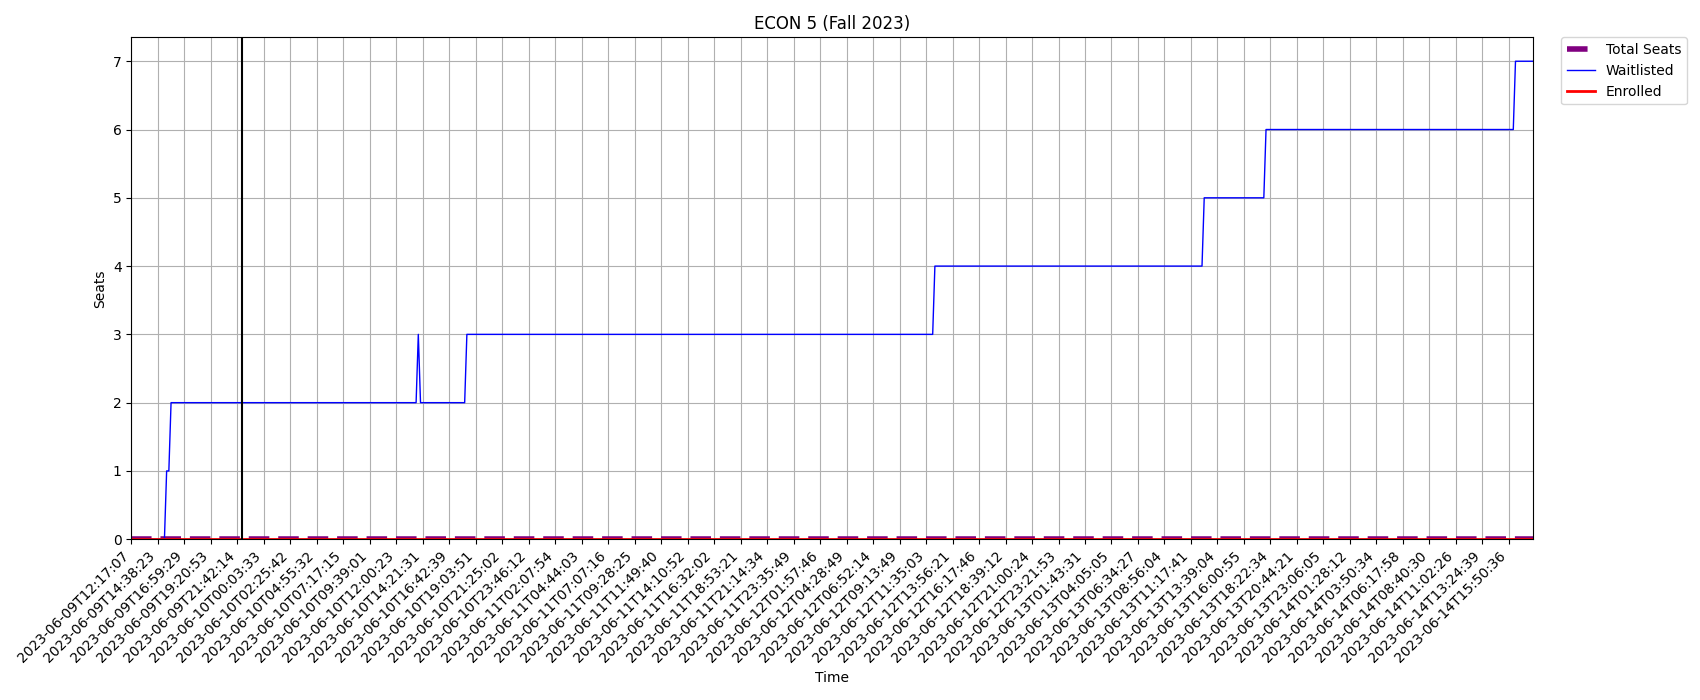 ECON 5 (Fall 2023)
Total Seats
Waitlisted
Enrolled
Seats
7
6
5
4
3
2
1
0
2023-06-09T12:17:07
2023-06-09T14:38:23
2023-06-09T16:59:29
2023-06-09T19:20:53
2023-06-09T21:42:14
2023-06-10T00:03:33
2023-06-10T02:25:42
2023-06-10T04:55:32
2023-06-10T07:17:15
2023-06-10T09:39:01
2023-06-10T12:00:23
2023-06-10T14:21:31
2023-06-10T16:42:39
2023-06-10T19:03:51
2023-06-10T21:25:02
2023-06-10T23:46:12
2023-06-11T02:07:54
2023-06-11T04:44:03
2023-06-11T07:07:16
2023-06-11T09:28:25
2023-06-11T11:49:40
2023-06-11T14:10:52
2023-06-11T16:32:02
2023-06-11T18:53:21
2023-06-11T21:14:34
2023-06-11T23:35:49
2023-06-12T01:57:46
2023-06-12T04:28:49
2023-06-12T06:52:14
2023-06-12T09:13:49
2023-06-12T11:35:03
2023-06-12T13:56:21
2023-06-12T16:17:46
2023-06-12T18:39:12
2023-06-12T21:00:24
2023-06-12T23:21:53
2023-06-13T01:43:31
2023-06-13T04:05:05
2023-06-13T06:34:27
2023-06-13T08:56:04
2023-06-13T11:17:41
2023-06-13T13:39:04
2023-06-13T16:00:55
2023-06-13T18:22:34
2023-06-13T20:44:21
2023-06-13T23:06:05
2023-06-14T01:28:12
2023-06-14T03:50:34
2023-06-14T06:17:58
2023-06-14T08:40:30
2023-06-14T11:02:26
2023-06-14T13:24:39
2023-06-14T15:50:36
Time